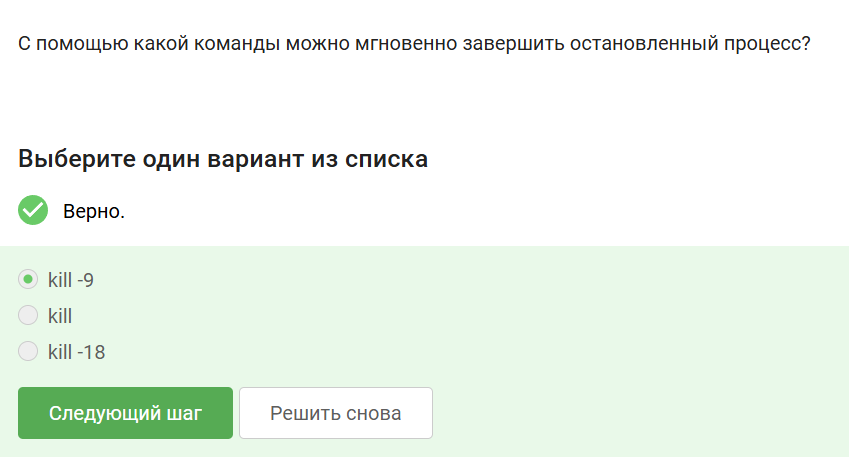 С помощью какой команды можно мгновенно завершить остановленный процесс?
Выберите один вариант из списка
Верно.
kill -9
kill
kill -18
Следующий шаг
Решить снова